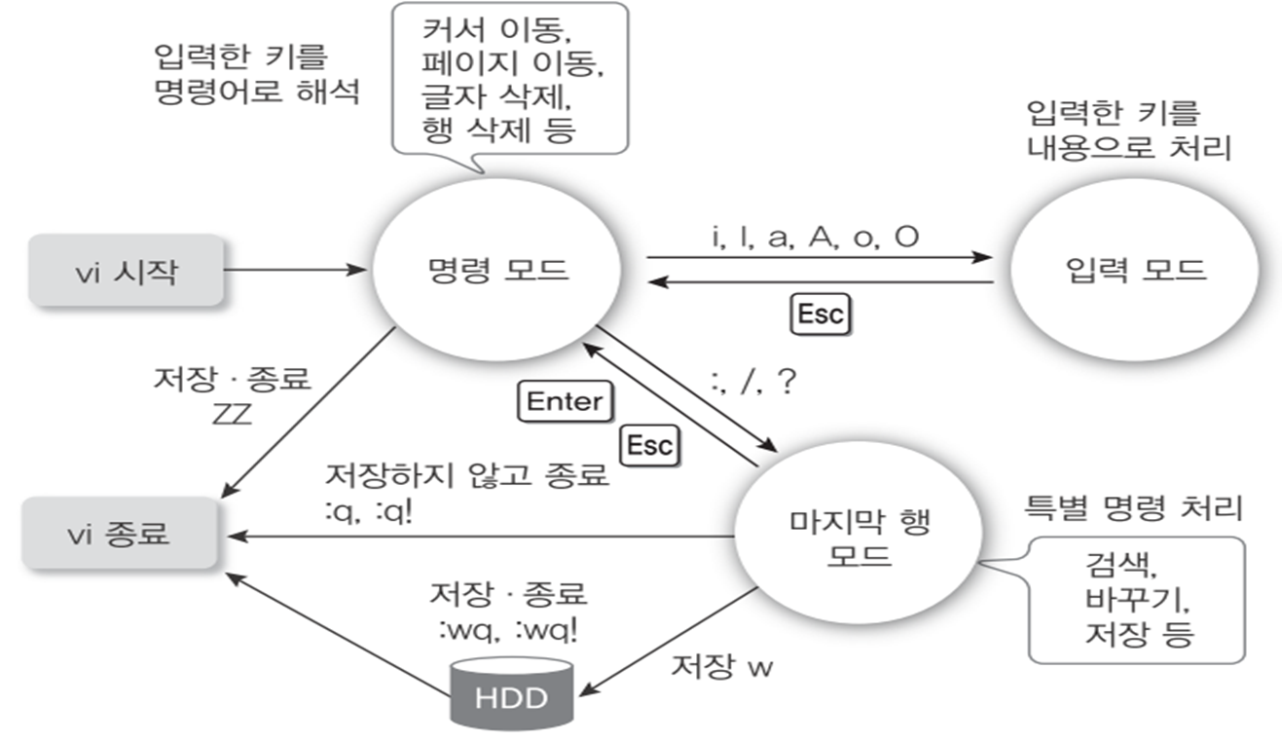 입력한 키를
명령어로 해석
커서 이동,
페이지 이동,
글자 삭제,
행 삭제 등
입력한 키를
내용으로 처리
vi 시작
명령 모드
i, I, a, A, o, O
Esc
입력 모드
저장 · 종료
ZZ
:, /, ?
Enter
Esc
저장하지 않고 종료
:q, :q!
vi 종료
마지막 행
모드
특별 명령 처리
검색,
바꾸기,
저장 등
저장 · 종료
:wq, :wq!
저장 w
HDD